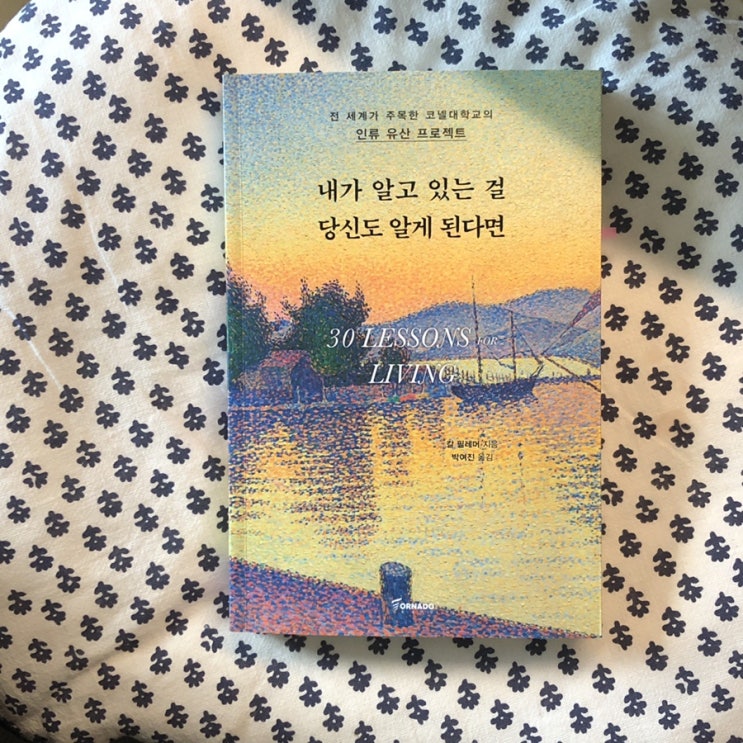 전 세계가 주목한 코넬대학교의
인류 유산 프로젝트
내가 알고 있는 걸
당신도 알게 된다면
30 LESSONS FOR
LIVING
칼 필레머 지음
박여진 옮김
TORNADO